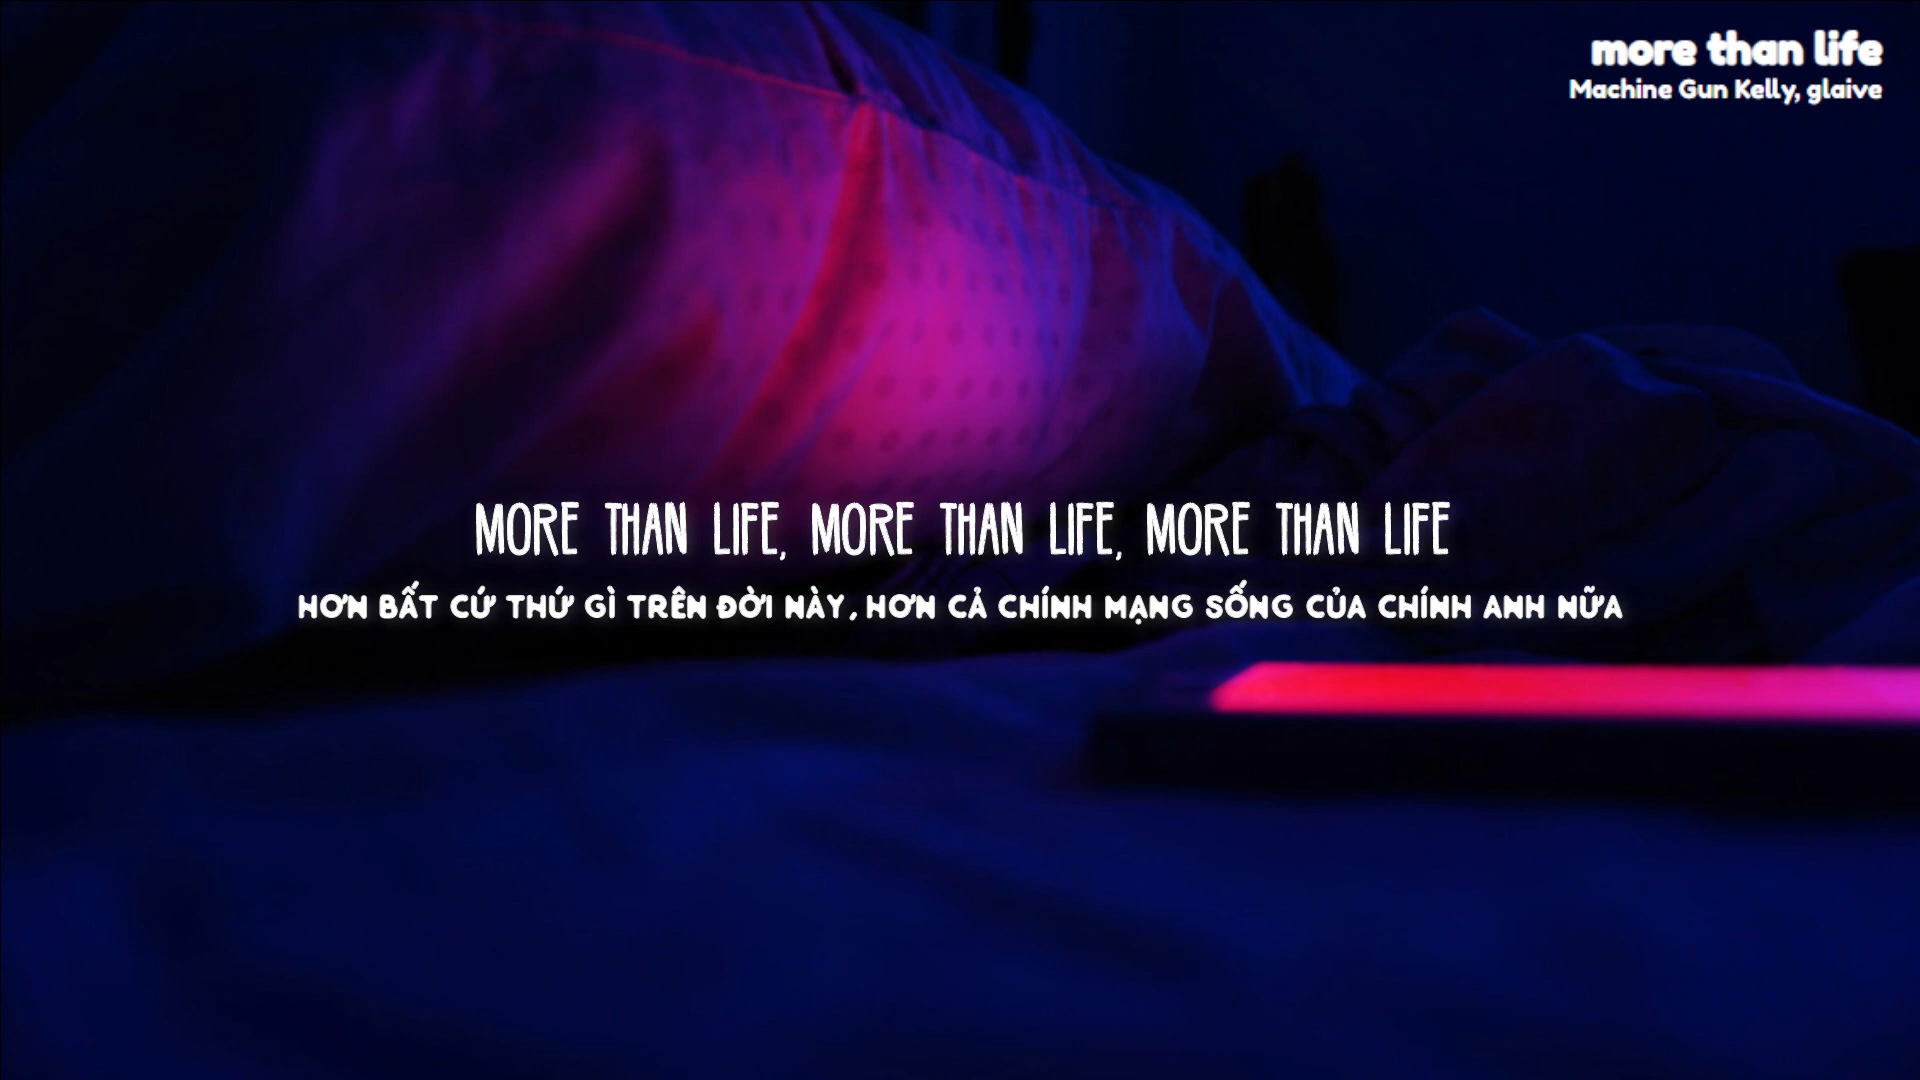 more than life
Machine Gun Kelly, glaive
MORE THAN LIFE, MORE THAN LIFE, MORE THAN LIFE
HƠN BẤT CỨ THỨ GÌ TRÊN ĐỜI NÀY, HƠN CẢ CHÍNH MẠNG SỐNG CỦA CHÍNH ANH NỮA